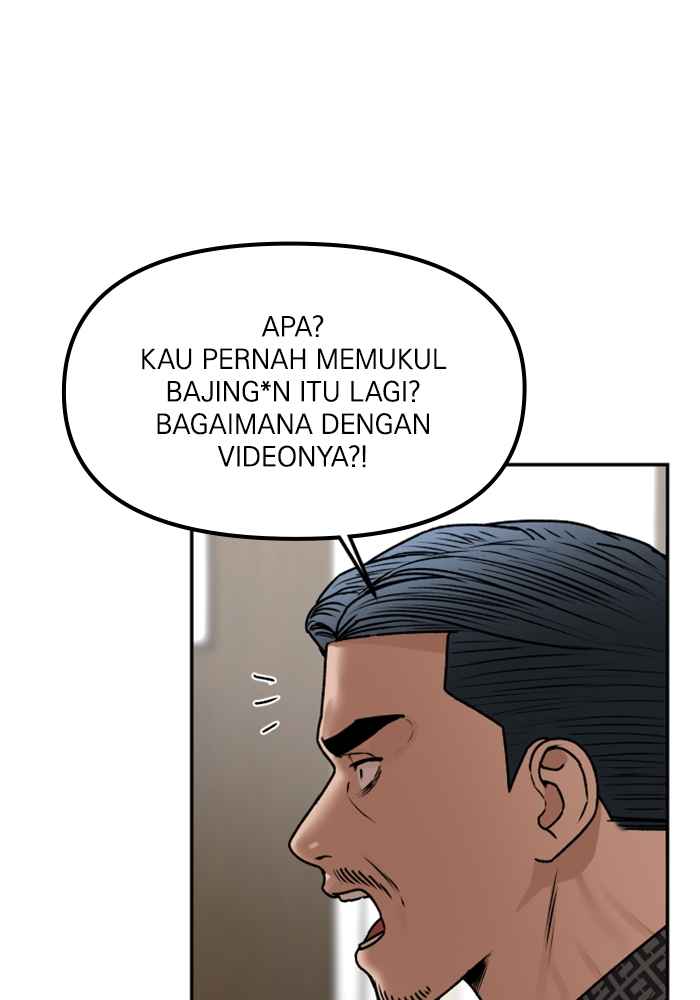 APA?
KAU PERNAH MEMUKUL
BAJING*N ITU LAGI?
BAGAIMANA DENGAN
VIDEONYA?!